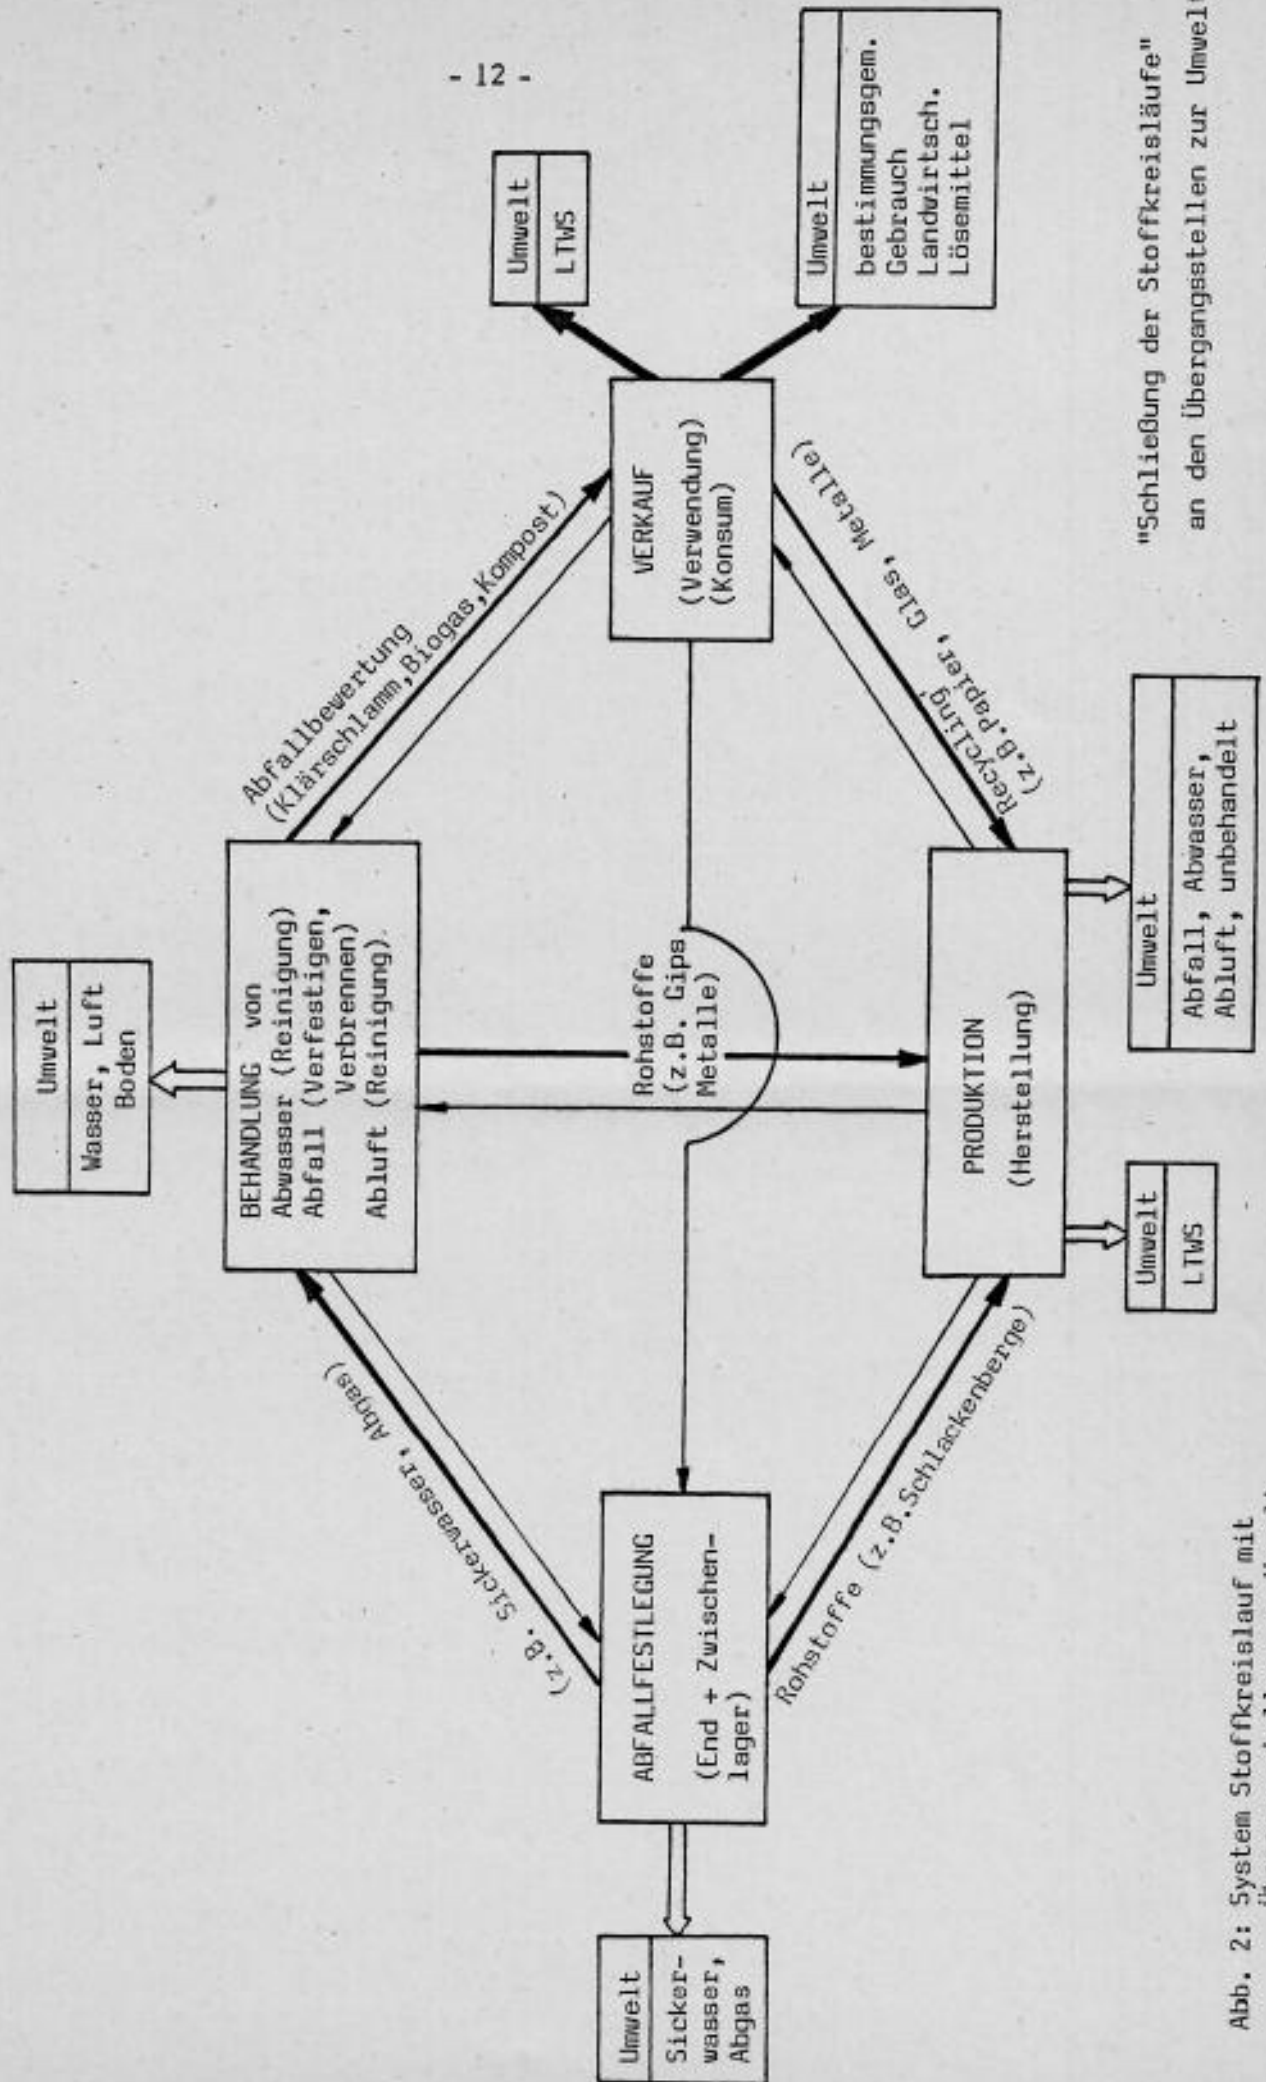 - 12 -
Umwelt
Wasser, Luft
Boden
BEHANDLUNG von
Abwasser (Reinigung)
Abfall (Verfestigen,
Verbrennen)
Abluft (Reinigung).
Abfallbewertung
(Klärschlamm,Biogas,Kompost)
(z.B. Sickerwasser, Abgas)
Umwelt
LTWS
Umwelt
bestimmungsgem.
Gebrauch
Landwirtsch.
Lösemittel
VERKAUF
(Verwendung)
(Konsum)
Rohstoffe
(z.B. Gips
Metalle)
ABFALLFESTLEGUNG
(End + Zwischen-
lager)
Umwelt
Sicker-
wasser,
Abgas
Rohstoffe (z.B.Schlackenberge)
Recycling
(z.B.Papier, Glas, Metalle)
PRODUKTION
(Herstellung)
Umwelt
LTWS
Umwelt
Abfall, Abwasser,
Abluft, unbehandelt
"Schließung der Stoffkreisläufe"
an den Übergangsstellen zur Umwelt
Abb. 2: System Stoffkreislauf mit